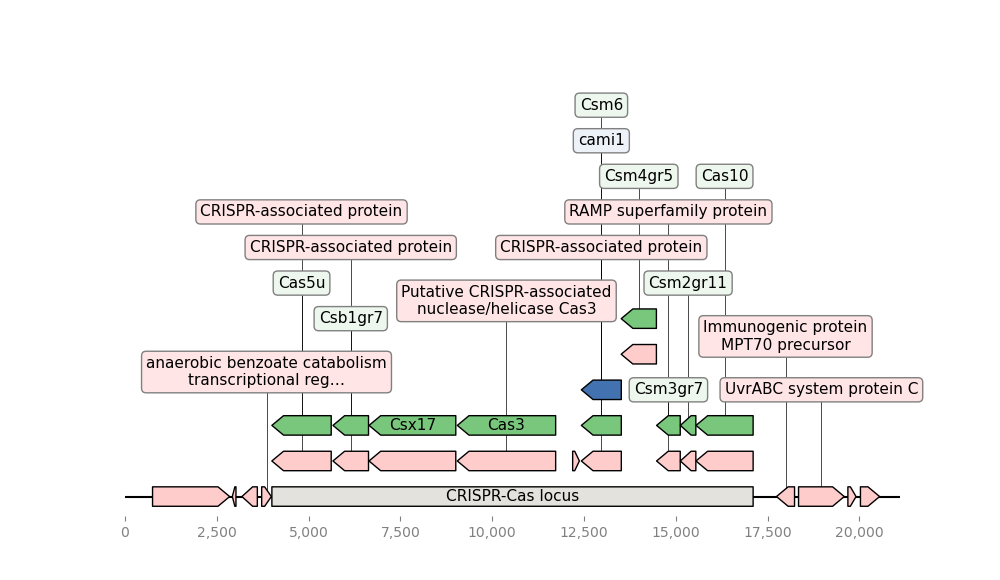 Csm6
cami1
Csm4gr5
Cas10
CRISPR-associated protein
RAMP superfamily protein
CRISPR-associated protein
CRISPR-associated protein
Cas5u
Csm2gr11
Putative CRISPR-associated
nuclease/helicase Cas3
Csb1gr7
Immunogenic protein
MPT70 precursor
anaerobic benzoate catabolism
transcriptional reg...
Csm3gr7
UvrABC system protein C
Csx17
Cas3
CRISPR-Cas locus
0
2,500
5,000
7,500
10,000
12,500
15,000
17,500
20,000